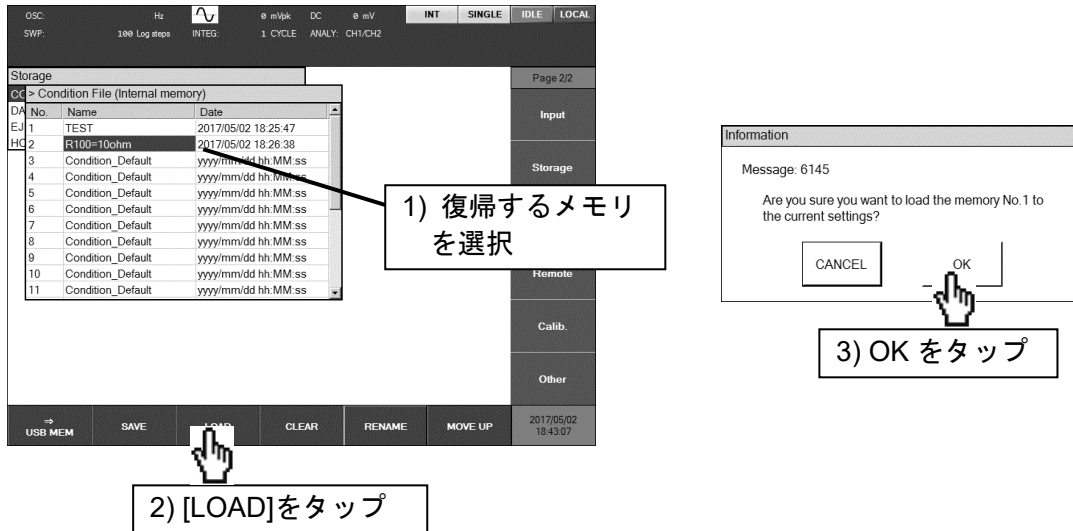 OSC: Hz 0 mVpk DC 0 mV INT SINGLE IDLE LOCAL
SWP: 100 Log steps INTEG: 1 CYCLE ANALY: CH1/CH2
Storage
> Condition File (Internal memory)
No. Name Date
1 TEST 2017/05/02 18:25:47
2 R100=10ohm 2017/05/02 18:26:38
3 Condition_Default yyyy/mm/dd hh:MM:ss
4 Condition_Default yyyy/mm/dd hh:MM:ss
5 Condition_Default yyyy/mm/dd hh:MM:ss
6 Condition_Default yyyy/mm/dd hh:MM:ss
7 Condition_Default yyyy/mm/dd hh:MM:ss
8 Condition_Default yyyy/mm/dd hh:MM:ss
9 Condition_Default yyyy/mm/dd hh:MM:ss
10 Condition_Default yyyy/mm/dd hh:MM:ss
11 Condition_Default yyyy/mm/dd hh:MM:ss
Page 2/2
Input
Storage
Remote
Calib.
Other
1) 復帰するメモリ
を選択
⇒
USB MEM SAVE LOAD CLEAR RENAME MOVE UP
2017/05/02
18:43:07
2) [LOAD]をタップ
Information
Message: 6145
Are you sure you want to load the memory No.1 to
the current settings?
CANCEL OK
3) OK をタップ